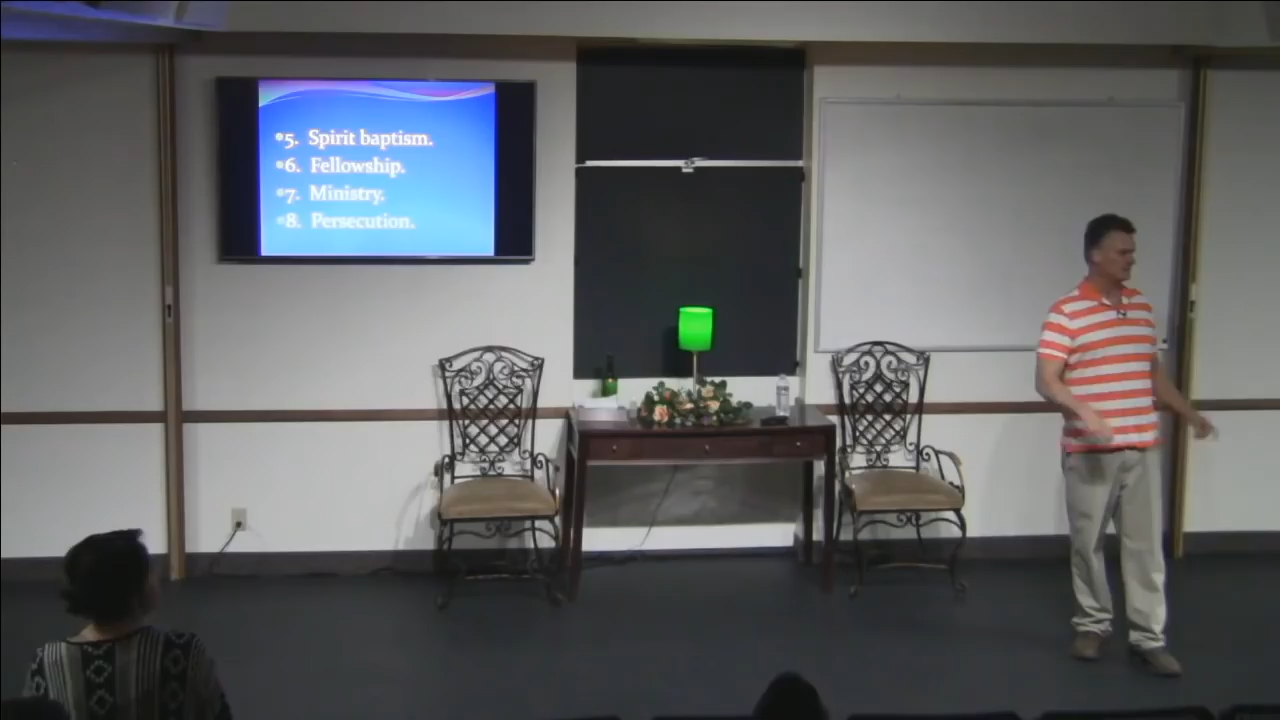 *5. Spirit baptism.
*6. Fellowship.
*7. Ministry.
*8. Persecution.